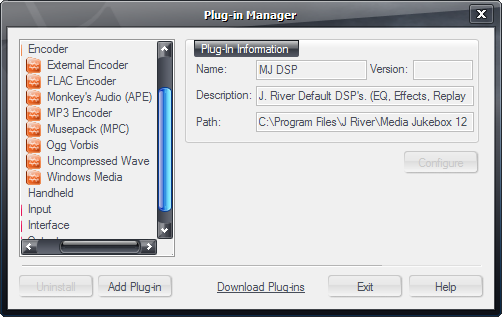 Plug-in Manager
Encoder
External Encoder
FLAC Encoder
Monkey's Audio (APE)
MP3 Encoder
Musepack (MPC)
Ogg Vorbis
Uncompressed Wave
Windows Media
Handheld
Input
Interface
Plug-In Information
Name: MJ DSP Version:
Description: J. River Default DSP's. (EQ, Effects, Replay
Path: C:\Program Files\J River\Media Jukebox 12
Configure
Uninstall Add Plug-in Download Plug-ins Exit Help